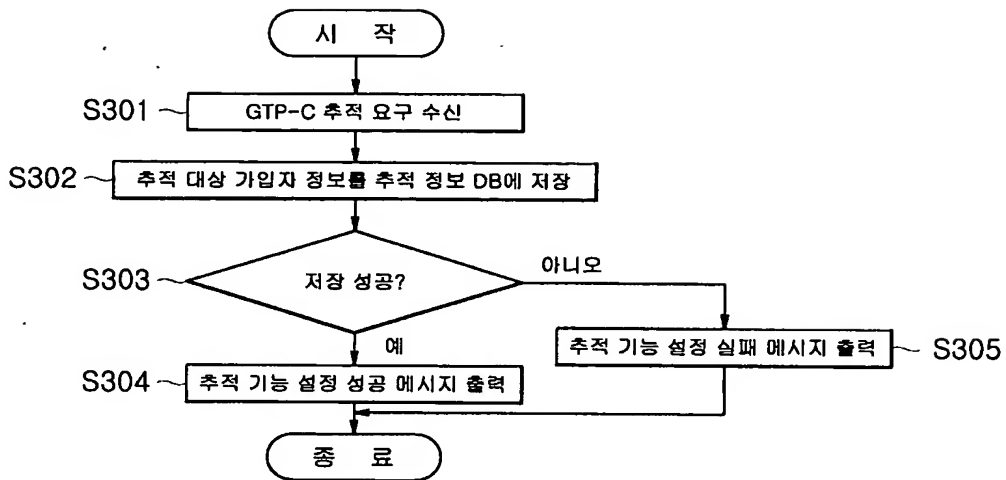 시 작
S301
GTP-C 추적 요구 수신
S302
추적 대상 가입자 정보를 추적 정보 DB에 저장
S303
저장 성공?
아니오
예
추적 기능 설정 실패 메시지 출력
S305
S304
추적 기능 설정 성공 메시지 출력
종 료